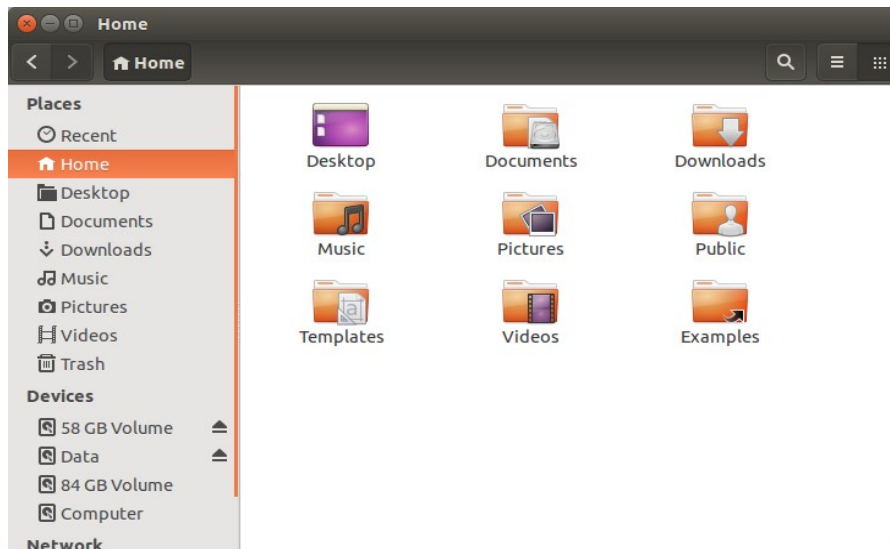 Home
Home
Places
Recent
Home
Desktop
Documents
Downloads
Music
Pictures
Videos
Trash
Devices
58 GB Volume
Data
84 GB Volume
Computer
Network
Desktop Documents Downloads
Music Pictures Public
Templates Videos Examples